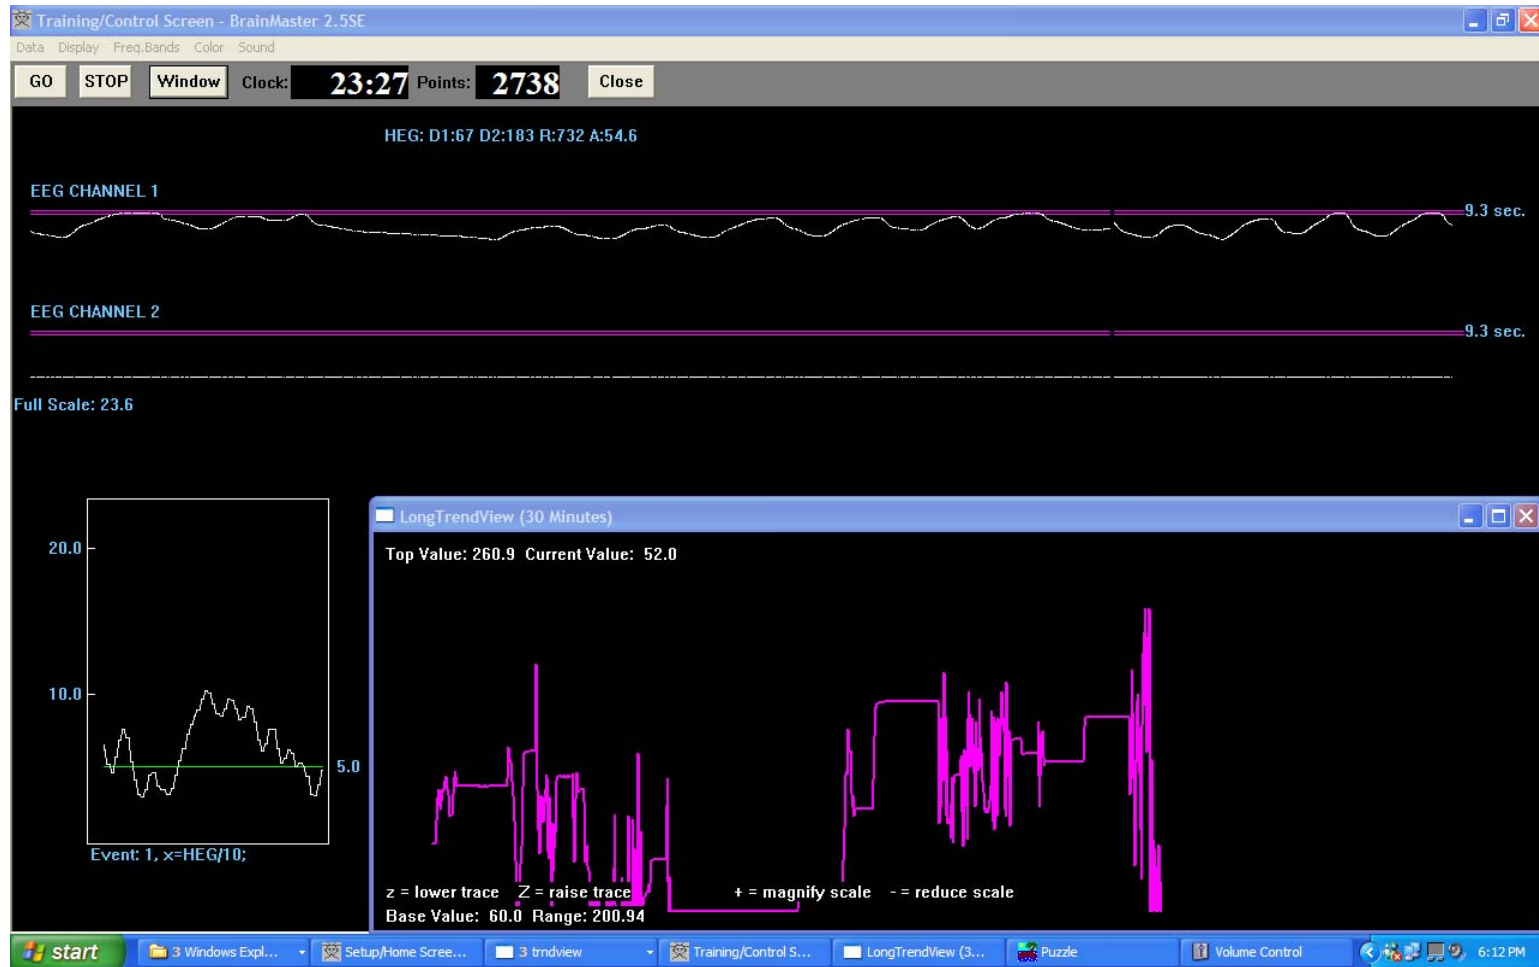 Training/Control Screen - BrainMaster 2.5SE
Data Display Freq.Bands Color Sound
GO STOP Window Clock: 23:27 Points: 2738 Close
HEG: D1:67 D2:183 R:732 A:54.6
EEG CHANNEL 1
9.3 sec.
EEG CHANNEL 2
9.3 sec.
Full Scale: 23.6
20.0
10.0
5.0
Event: 1, x=HEG/10;
LongTrendView (30 Minutes)
Top Value: 260.9 Current Value: 52.0
z = lower trace Z = raise trace + = magnify scale - = reduce scale
Base Value: 60.0 Range: 200.94
start 3 Windows Expl... Setup/Home Scree... 3 trndview Training/Control S... LongTrendView (3... Puzzle Volume Control 6:12 PM